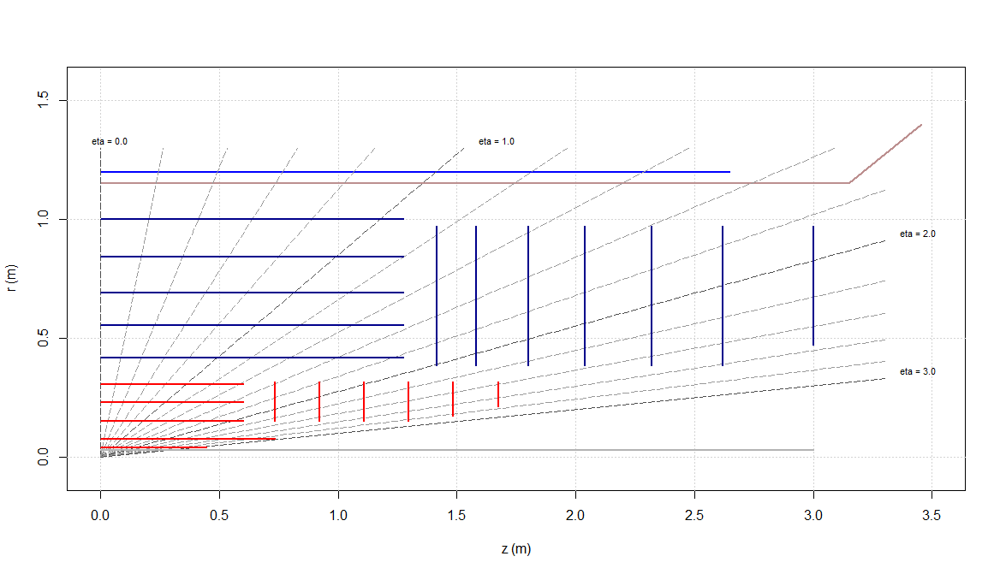 1.5
eta = 0.0
eta = 1.0
1.0
eta = 2.0
r (m)
0.5
eta = 3.0
0.0
0.0 0.5 1.0 1.5 2.0 2.5 3.0 3.5
z (m)